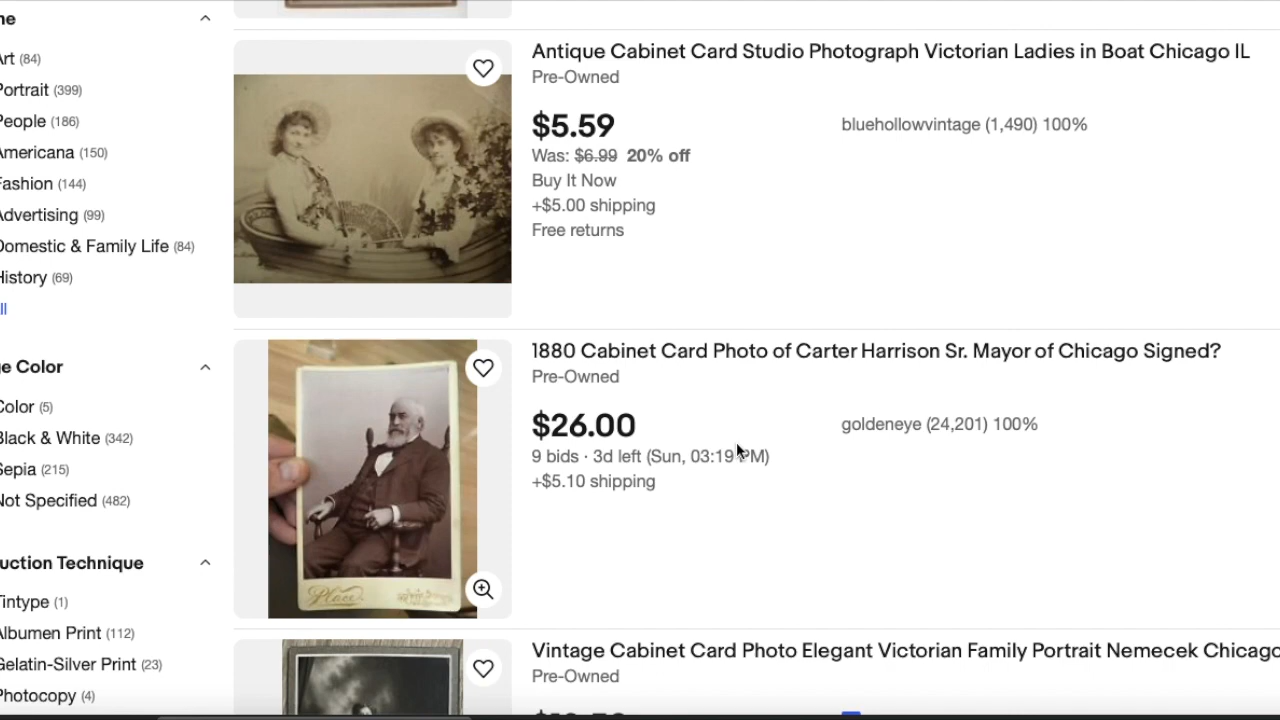 ne
Art (84)
Portrait (399)
People (186)
Americana (150)
Fashion (144)
Advertising (99)
Domestic & Family Life (84)
History (69)
ll
e Color
Color (5)
Black & White (342)
Sepia (215)
Not Specified (482)
uction Technique
Tintype (1)
Albumen Print (112)
Gelatin-Silver Print (23)
Photocopy (4)
Antique Cabinet Card Studio Photograph Victorian Ladies in Boat Chicago IL
Pre-Owned
$5.59
bluehollowvintage (1,490) 100%
Was: $6.99 20% off
Buy It Now
+$5.00 shipping
Free returns
1880 Cabinet Card Photo of Carter Harrison Sr. Mayor of Chicago Signed?
Pre-Owned
$26.00
goldeneye (24,201) 100%
9 bids · 3d left (Sun, 03:19 PM)
+$5.10 shipping
Place
Vintage Cabinet Card Photo Elegant Victorian Family Portrait Nemecek Chicago
Pre-Owned